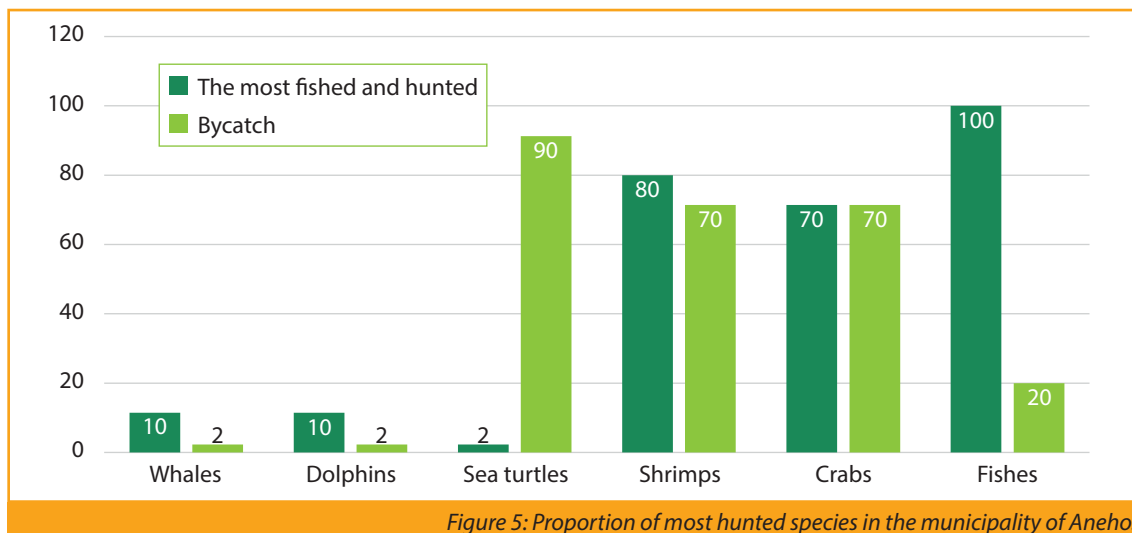 120
The most fished and hunted
Bycatch
100
80
60
40
20
0
10 2 10 2 2 90 80 70 70 70 100 20
Whales Dolphins Sea turtles Shrimps Crabs Fishes
Figure 5: Proportion of most hunted species in the municipality of Aneho